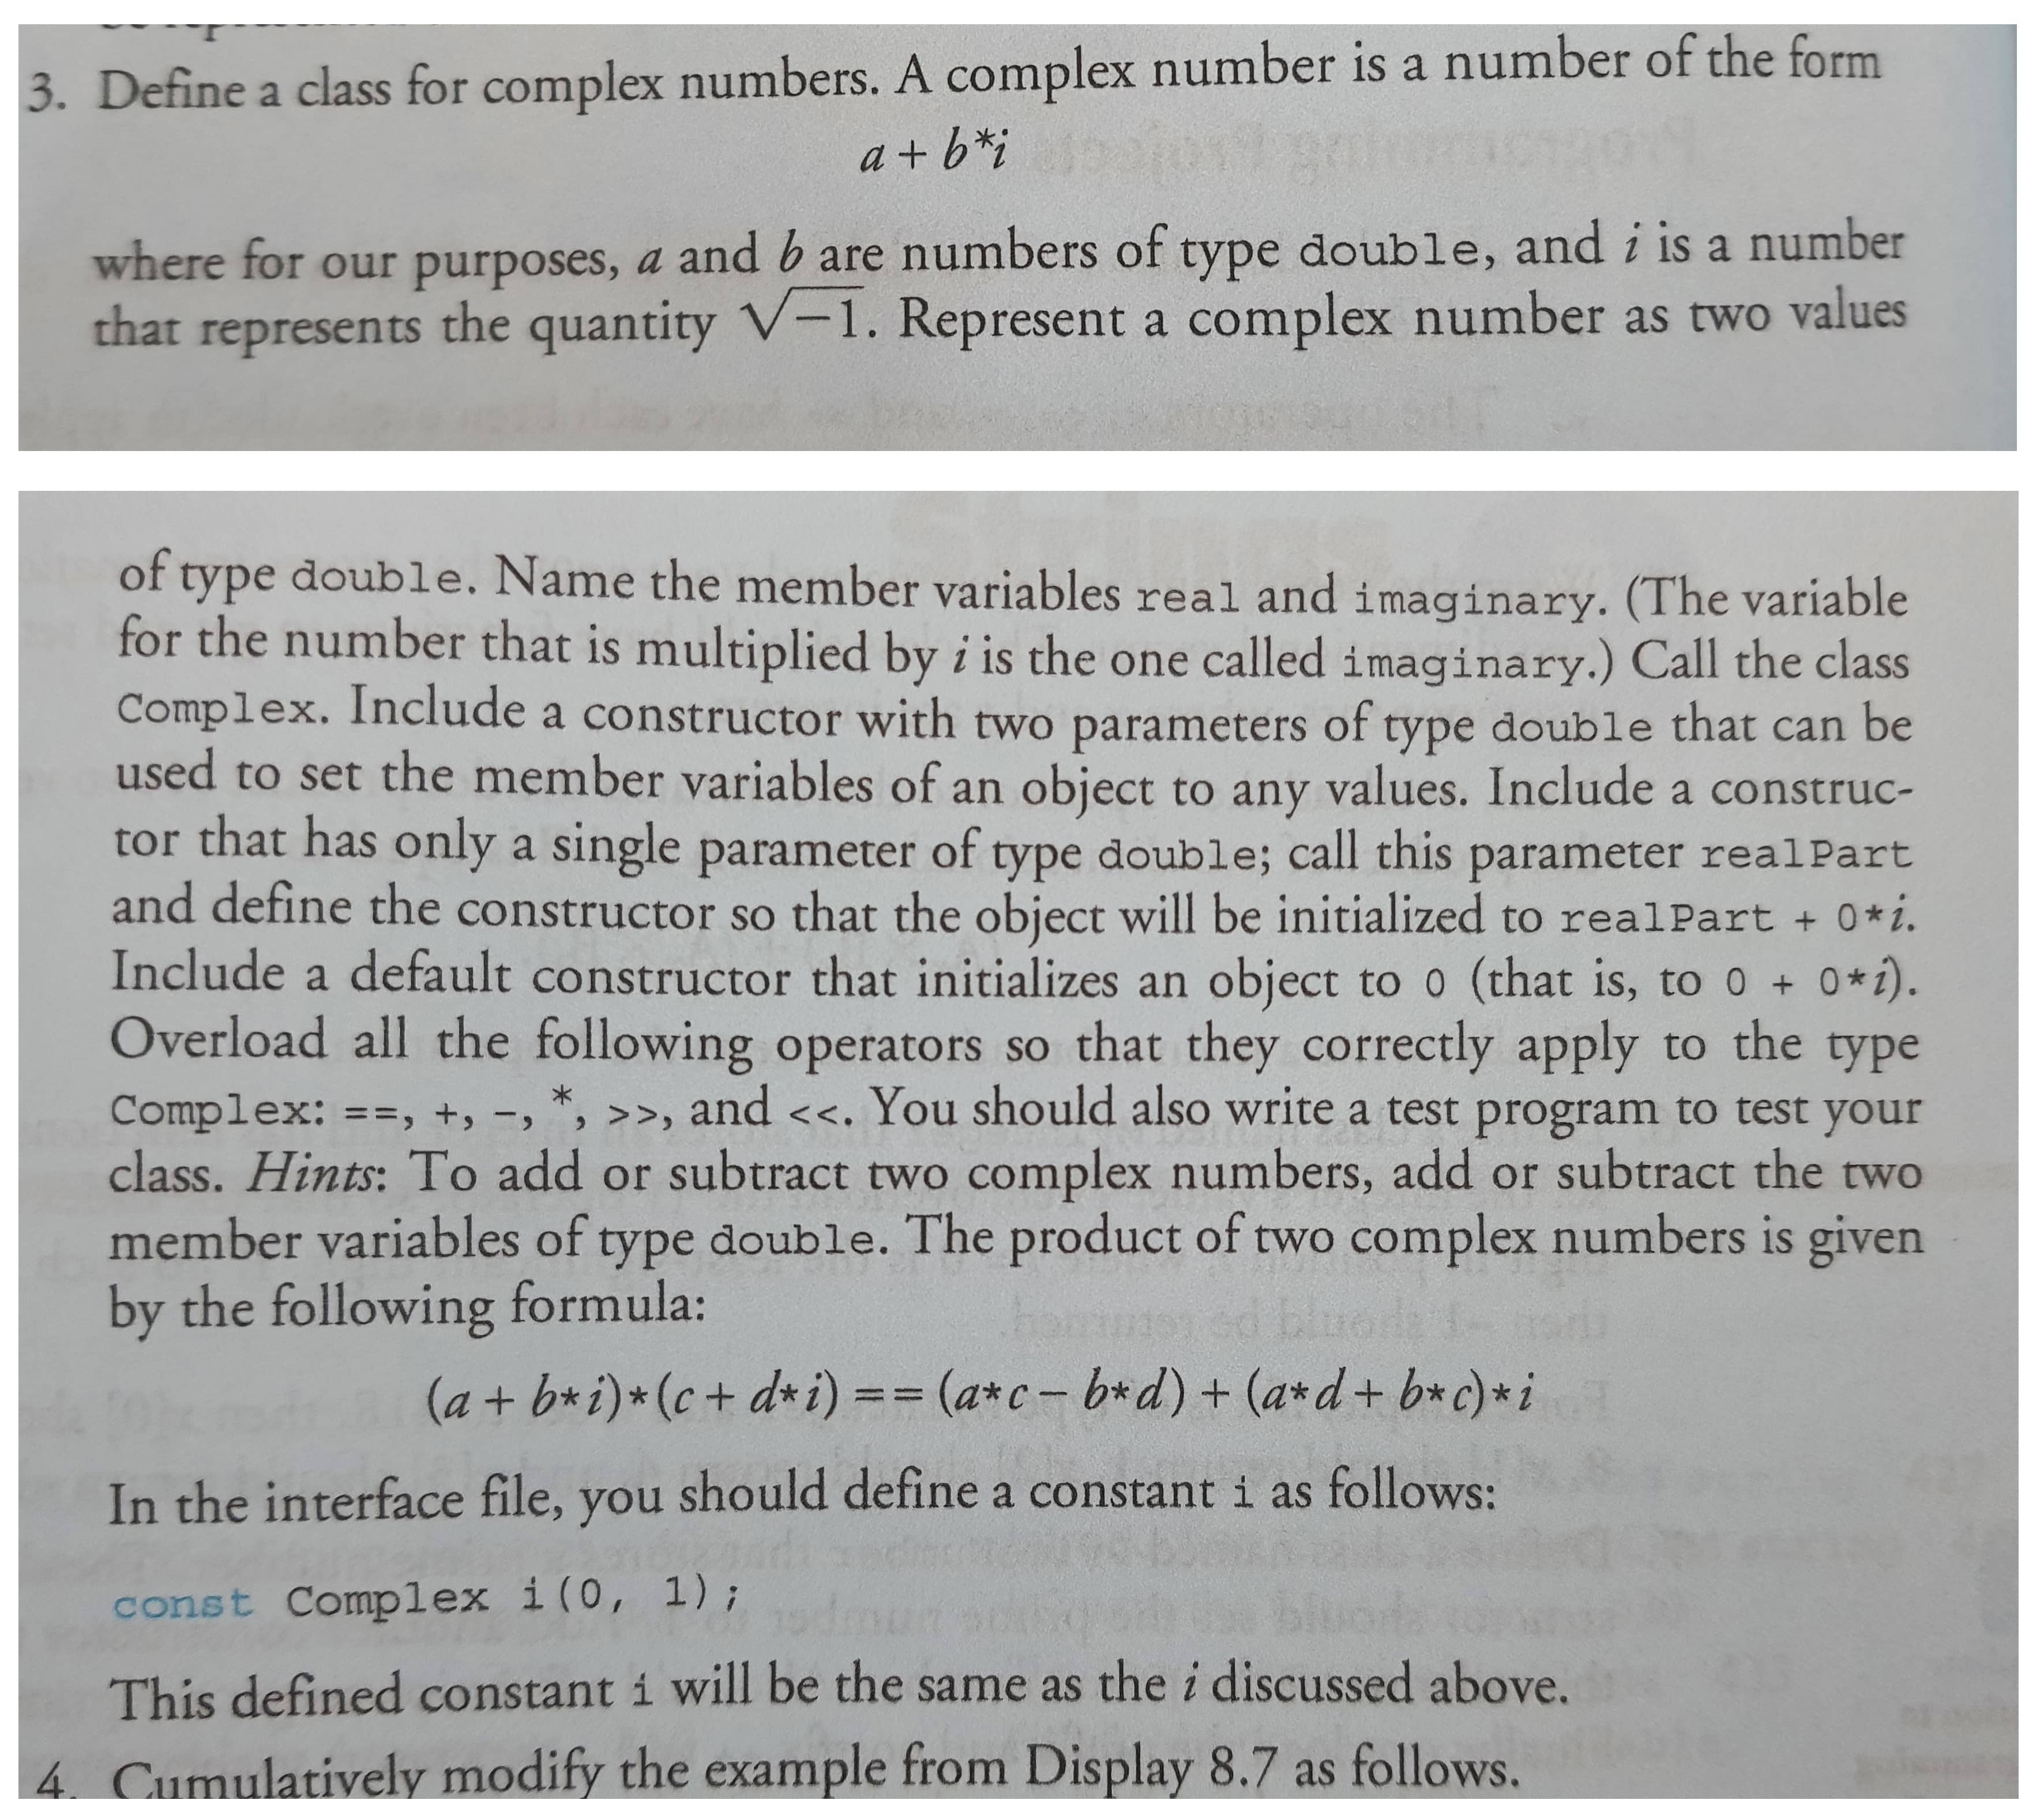 3. Define a class for complex numbers. A complex number is a number of the form
a + b*i
where for our purposes, a and b are numbers of type double, and i is a number
that represents the quantity √−1. Represent a complex number as two values
of type double. Name the member variables real and imaginary. (The variable
for the number that is multiplied by i is the one called imaginary.) Call the class
Complex. Include a constructor with two parameters of type double that can be
used to set the member variables of an object to any values. Include a construc-
tor that has only a single parameter of type double; call this parameter realPart
and define the constructor so that the object will be initialized to realPart + 0*i.
Include a default constructor that initializes an object to 0 (that is, to 0 + 0*i).
Overload all the following operators so that they correctly apply to the type
Complex: ==, +, −, *, >>, and <<. You should also write a test program to test your
class. Hints: To add or subtract two complex numbers, add or subtract the two
member variables of type double. The product of two complex numbers is given
by the following formula:
(a + b*i)*(c + d*i) == (a*c − b*d) + (a*d + b*c)*i
In the interface file, you should define a constant i as follows:
const Complex i(0, 1);
This defined constant i will be the same as the i discussed above.
4. Cumulatively modify the example from Display 8.7 as follows.